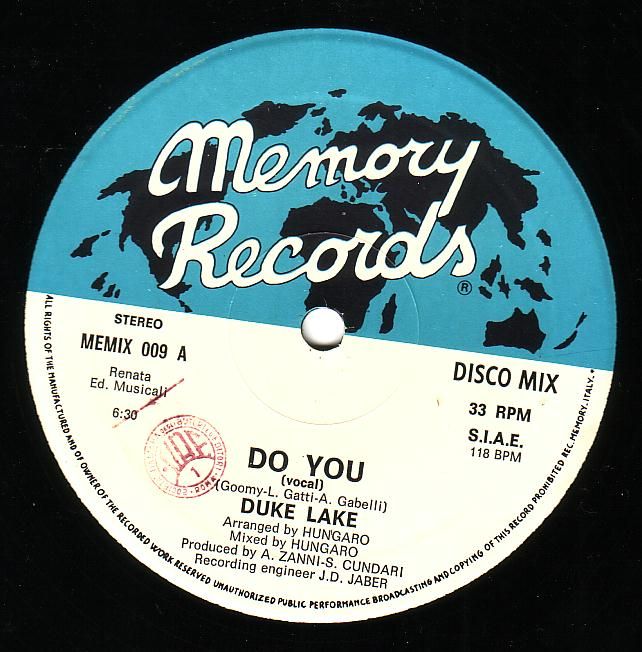 Memory
Records
®
STEREO
MEMIX 009 A
Renata
Ed. Musicali
6:30
DISCO MIX
33 RPM
S.I.A.E.
118 BPM
1
ROMA
DO YOU
(vocal)
(Goomy-L. Gatti-A. Gabelli)
DUKE LAKE
Arranged by HUNGARO
Mixed by HUNGARO
Produced by A. ZANNI-S. CUNDARI
Recording engineer J.D. JABER
ALL RIGHTS OF THE MANUFACTURED AND OF OWNER OF THE RECORDED WORK RESERVED UNAUTHORIZED PUBLIC PERFORMANCE BROADCASTING AND COPYING OF THIS RECORD PROHIBITED REC. MEMORY. ITALY.